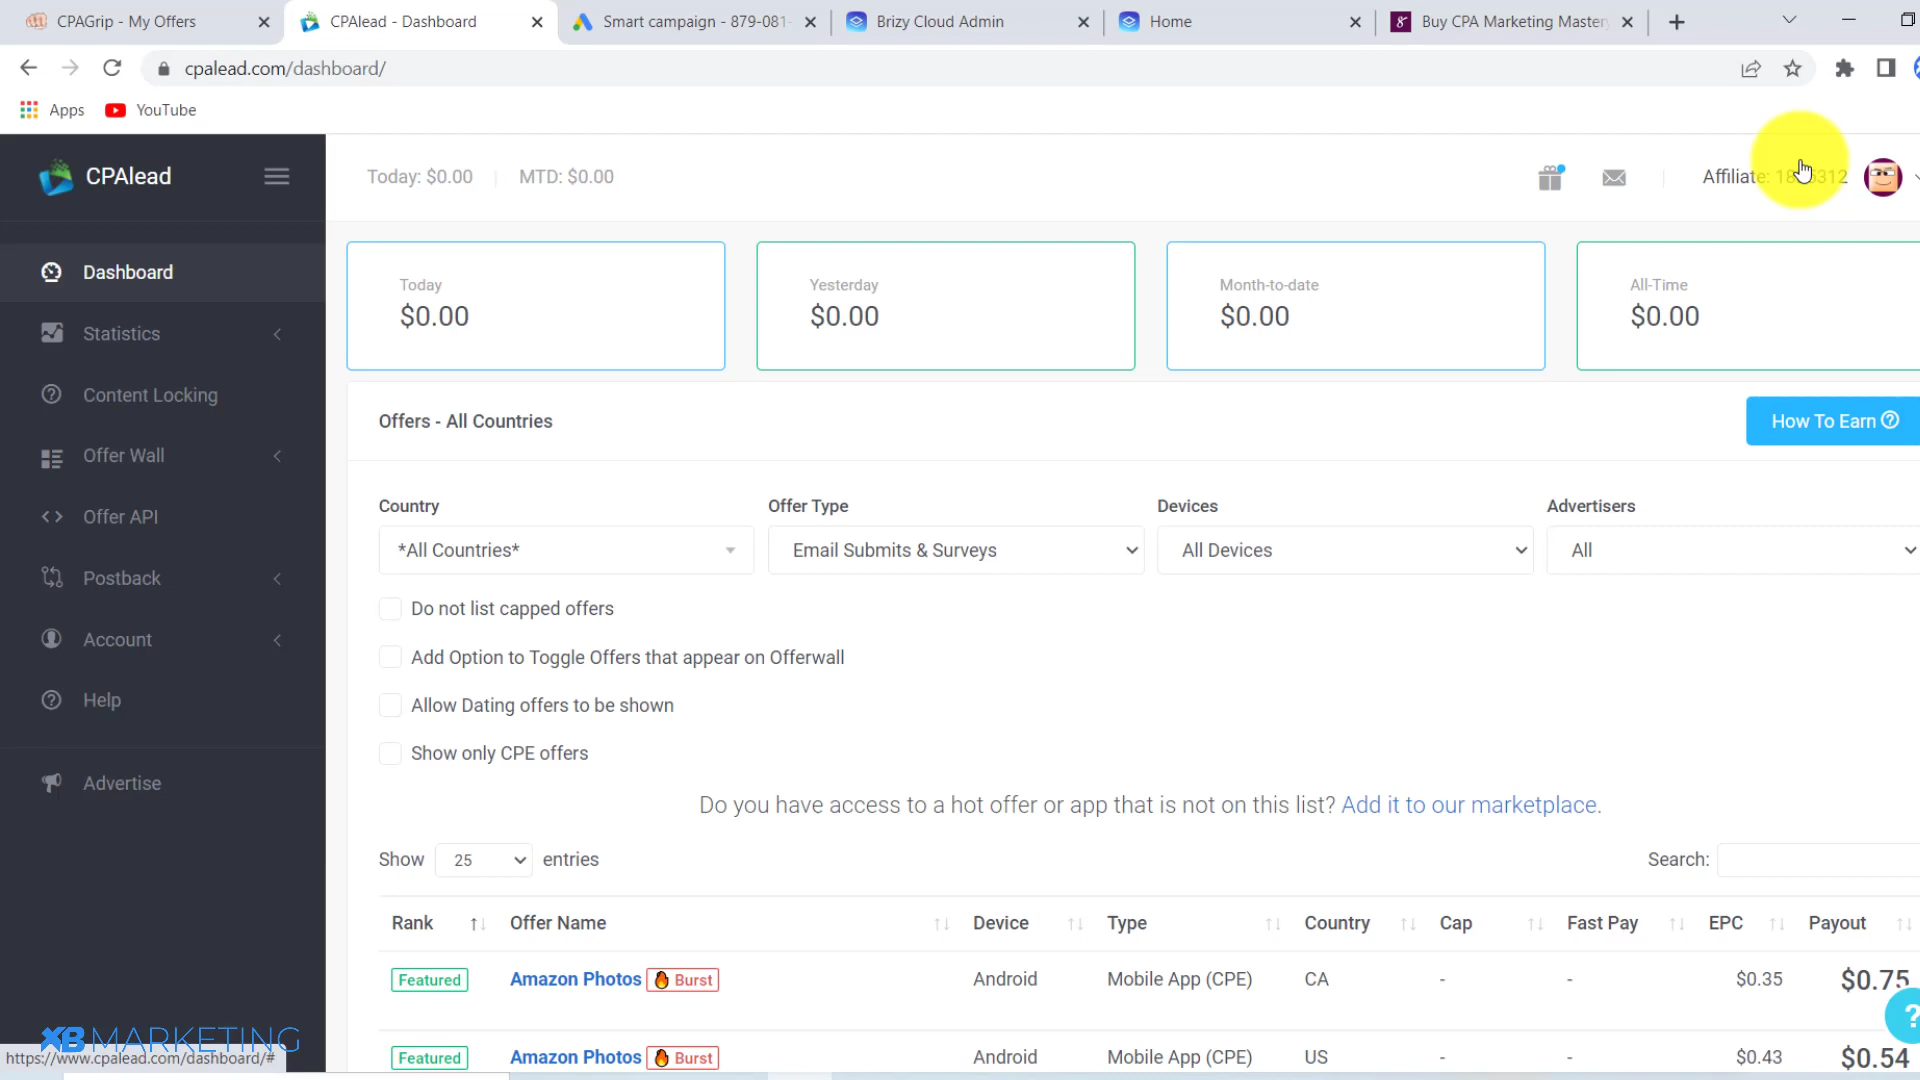 CPAGrip - My Offers
CPAlead - Dashboard
Smart campaign - 879-081-
Brizy Cloud Admin
Home
Buy CPA Marketing Mastery
cpalead.com/dashboard/
Apps
YouTube
CPAlead
Today: $0.00
MTD: $0.00
Affiliate:
Dashboard
Statistics
Content Locking
Offer Wall
Offer API
Postback
Account
Help
Advertise
Today
$0.00
Yesterday
$0.00
Month-to-date
$0.00
All-Time
$0.00
Offers - All Countries
How To Earn
Country
Offer Type
Devices
Advertisers
*All Countries*
Email Submits & Surveys
All Devices
All
Do not list capped offers
Add Option to Toggle Offers that appear on Offerwall
Allow Dating offers to be shown
Show only CPE offers
Do you have access to a hot offer or app that is not on this list? Add it to our marketplace.
Show 25 entries
Search:
Rank Offer Name Device Type Country Cap Fast Pay EPC Payout
Featured Amazon Photos Burst Android Mobile App (CPE) CA - - $0.35 $0.75
Featured Amazon Photos Burst Android Mobile App (CPE) US - - $0.43 $0.54
?
XB MARKETING
https://www.cpalead.com/dashboard/#